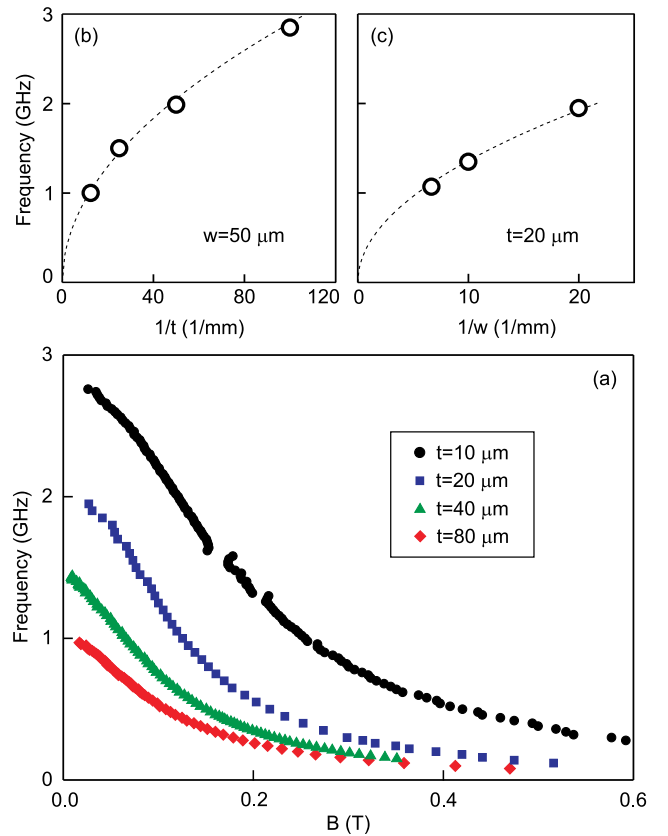 3
2
1
0
Frequency (GHz)
(b)
w=50 μm
0 40 80 120
1/t (1/mm)
(c)
t=20 μm
0 10 20
1/w (1/mm)
3
2
1
0
Frequency (GHz)
(a)
t=10 μm
t=20 μm
t=40 μm
t=80 μm
0.0 0.2 0.4 0.6
B (T)